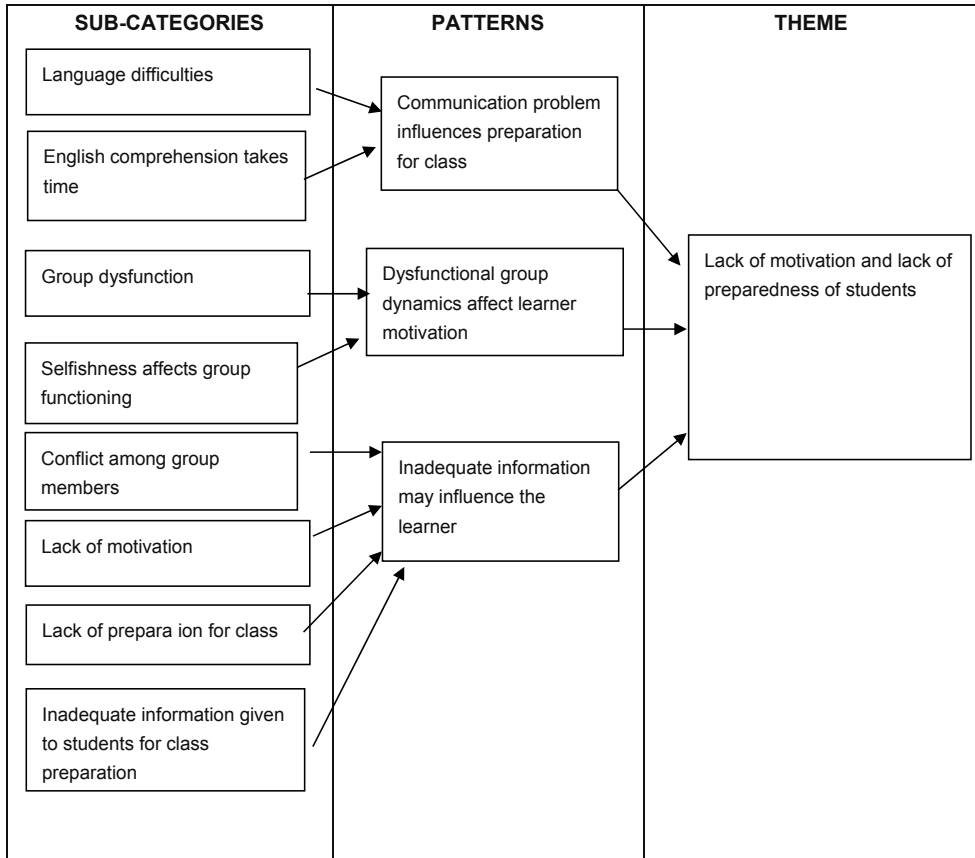 SUB-CATEGORIES
Language difficulties
English comprehension takes
time
Group dysfunction
Selfishness affects group
functioning
Conflict among group
members
Lack of motivation
Lack of prepara ion for class
Inadequate information given
to students for class
preparation
PATTERNS
Communication problem
influences preparation
for class
Dysfunctional group
dynamics affect learner
motivation
Inadequate information
may influence the
learner
THEME
Lack of motivation and lack of
preparedness of students